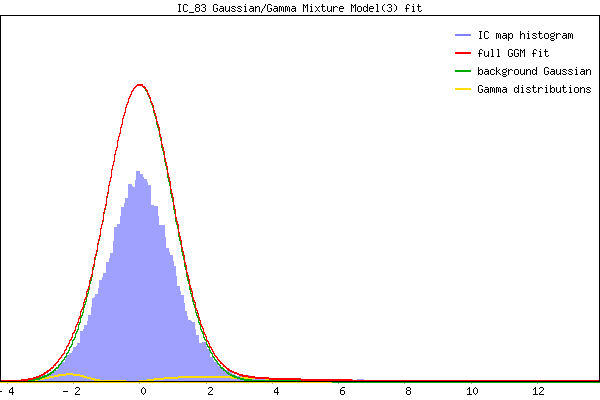 IC_83 Gaussian/Gamma Mixture Model(3) fit
IC map histogram
full GGM fit
background Gaussian
Gamma distributions
-4 -2 0 2 4 6 8 10 12